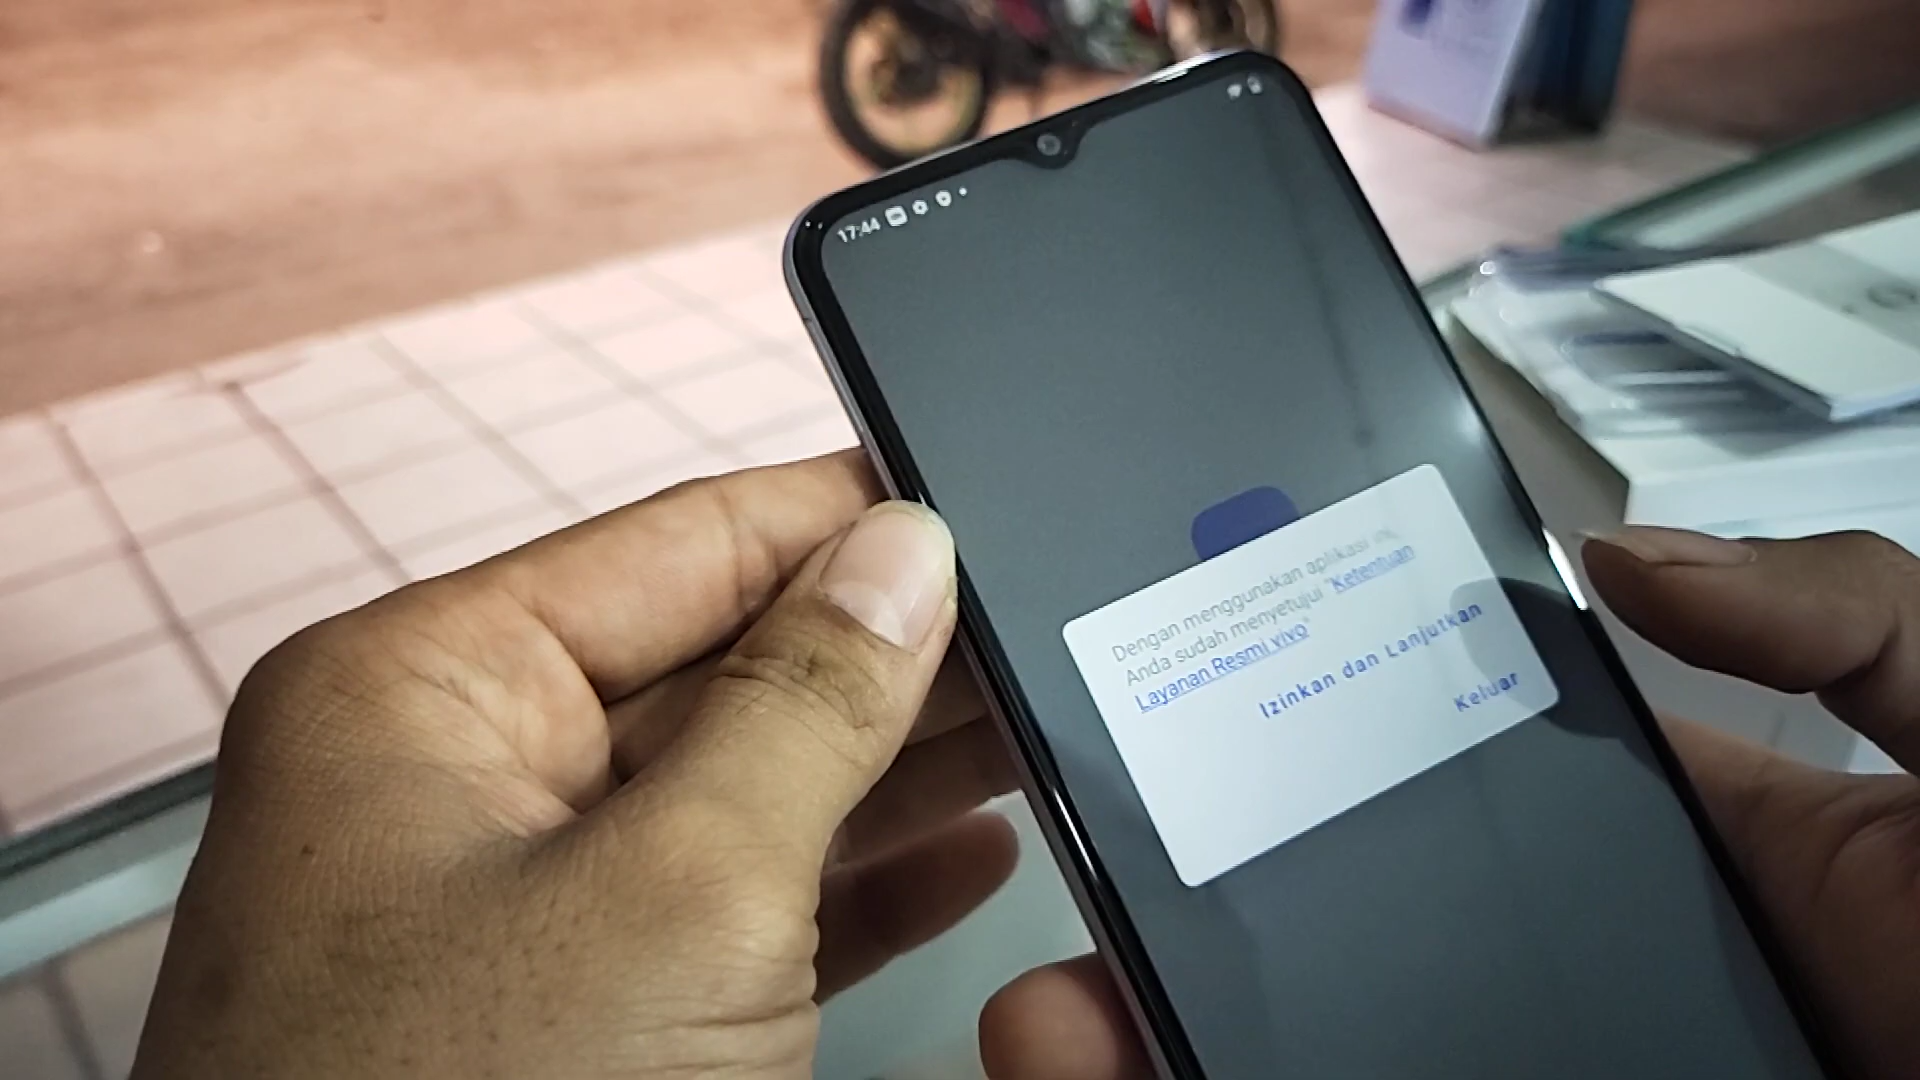 17:44
Dengan menggunakan aplikasi ini,
Anda sudah menyetujui "Ketentuan
Layanan Resmi vivo"
Izinkan dan Lanjutkan
Keluar